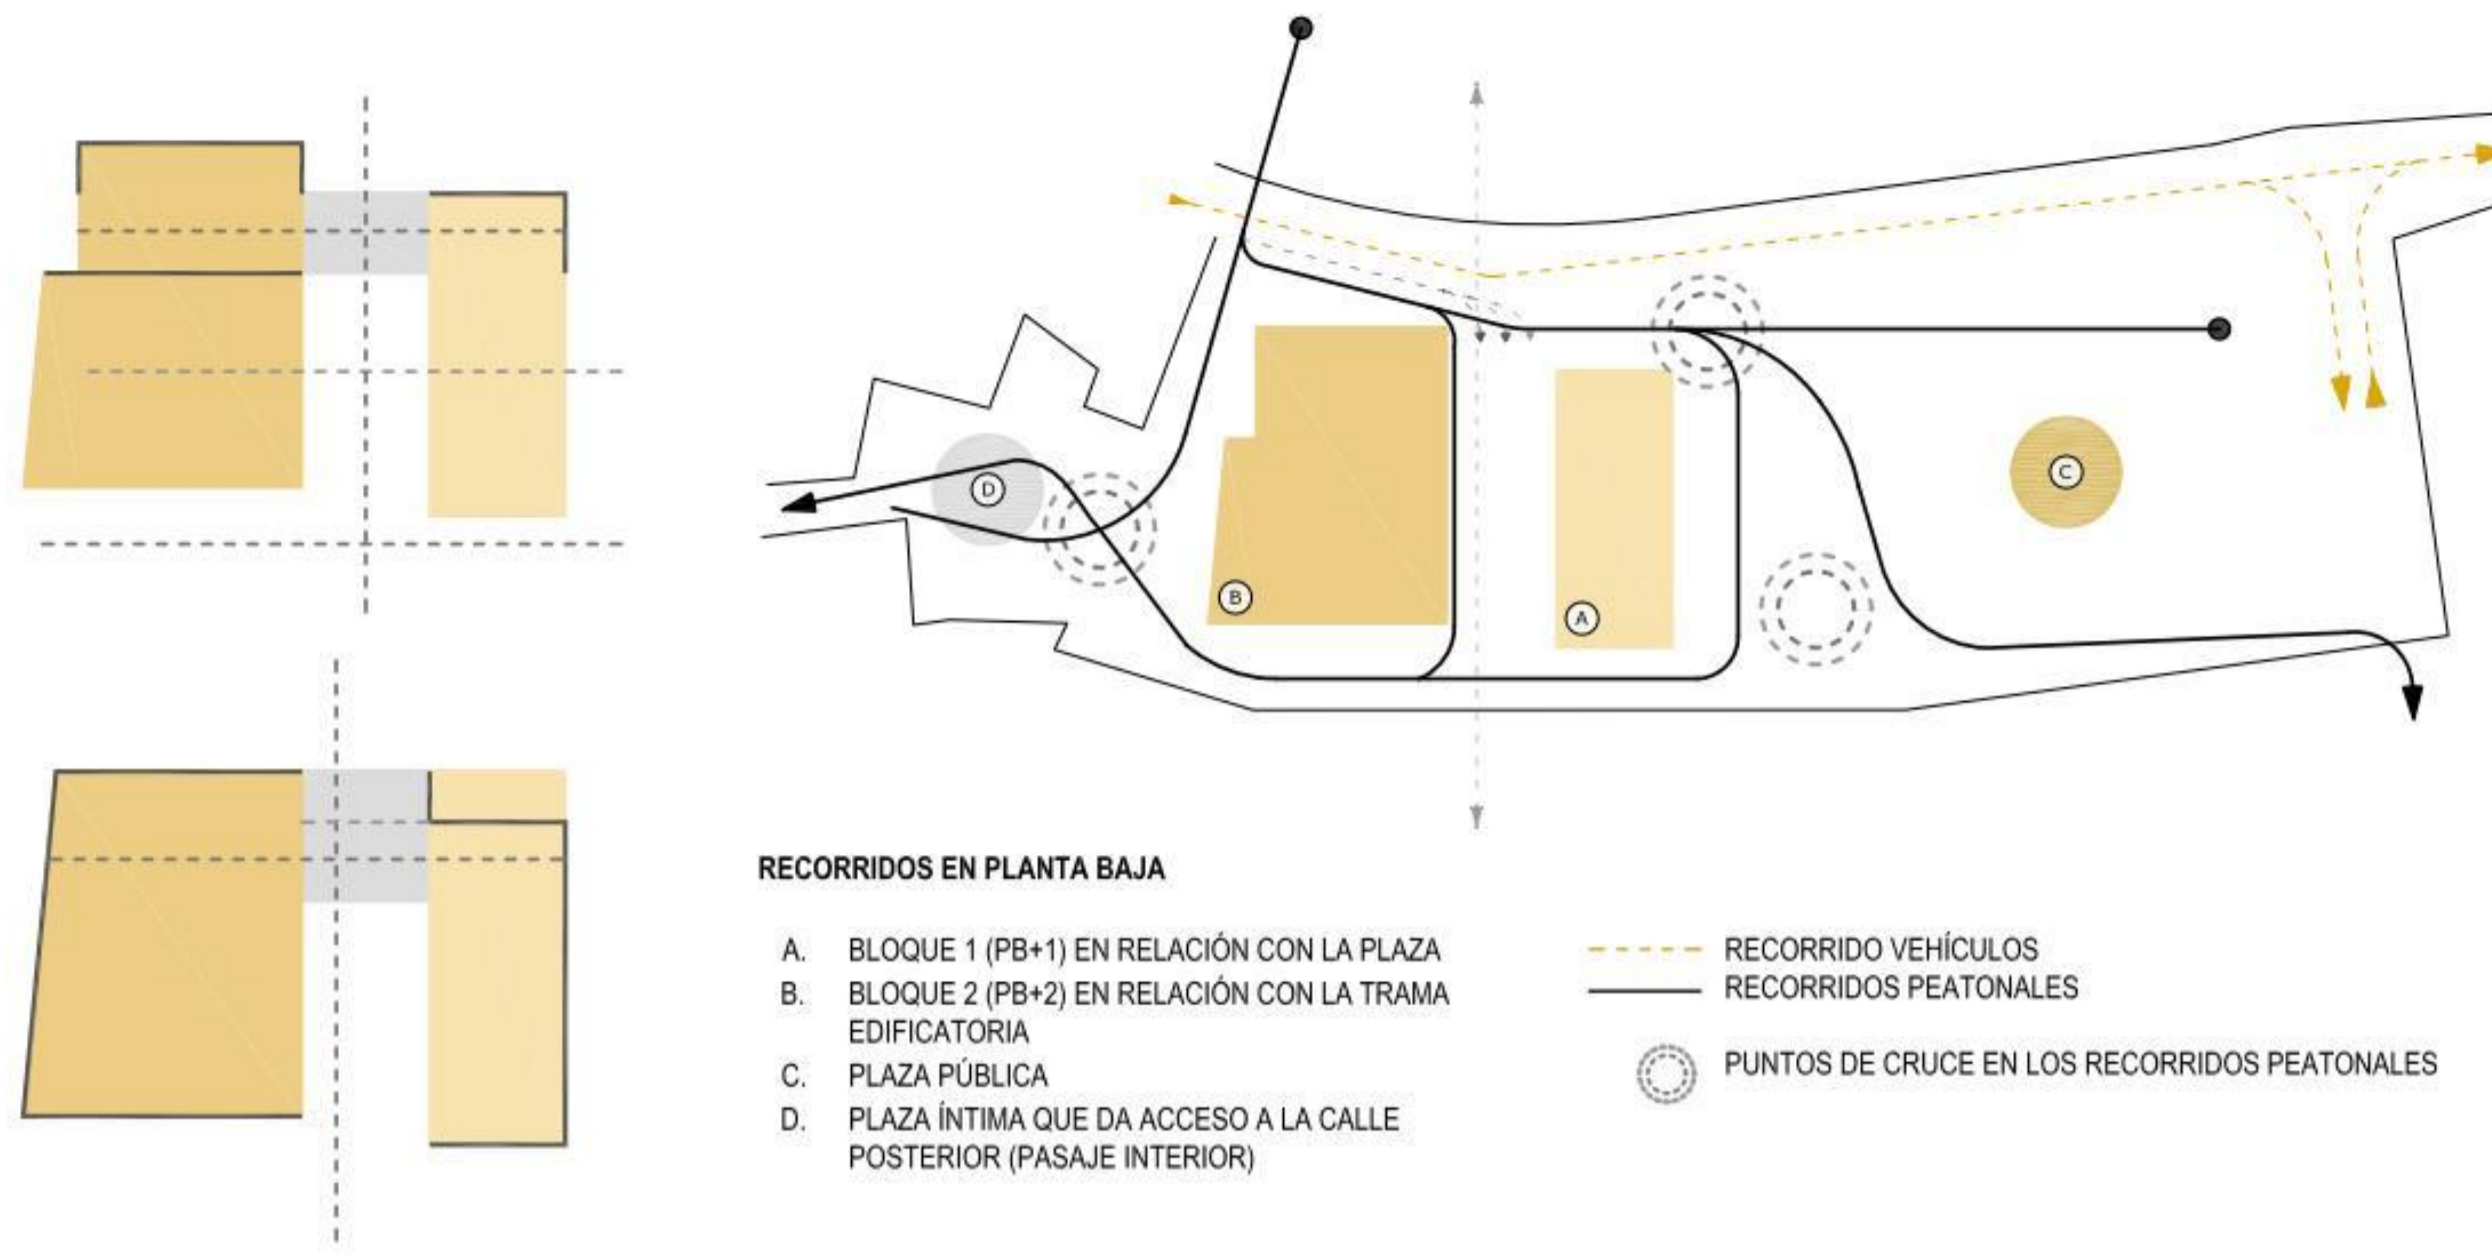 D
C
B
A
RECORRIDOS EN PLANTA BAJA
A. BLOQUE 1 (PB+1) EN RELACIÓN CON LA PLAZA
B. BLOQUE 2 (PB+2) EN RELACIÓN CON LA TRAMA
EDIFICATORIA
C. PLAZA PÚBLICA
D. PLAZA ÍNTIMA QUE DA ACCESO A LA CALLE
POSTERIOR (PASAJE INTERIOR)
RECORRIDO VEHÍCULOS
RECORRIDOS PEATONALES
PUNTOS DE CRUCE EN LOS RECORRIDOS PEATONALES